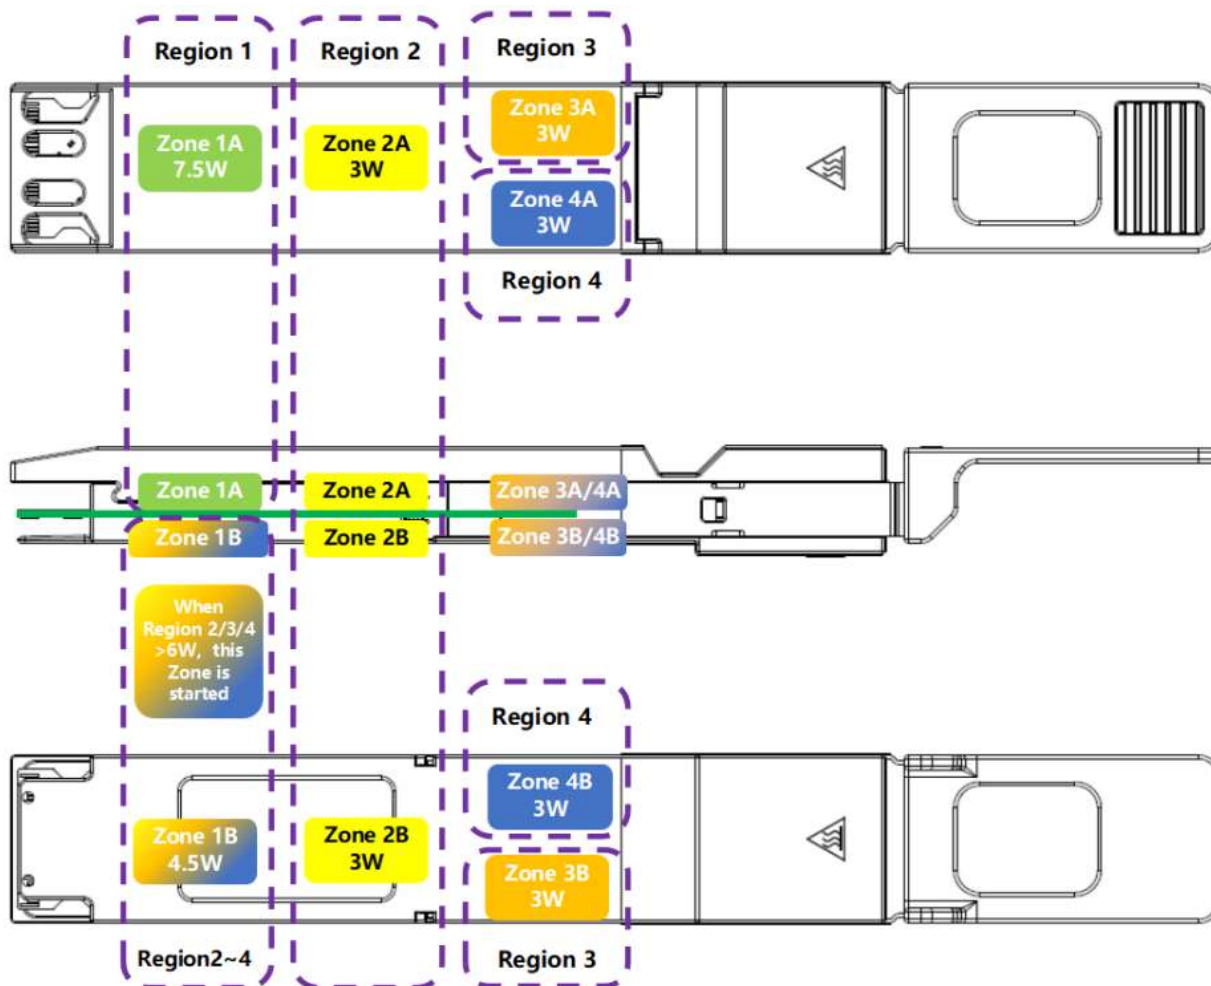 Region 1
Region 2
Region 3
Zone 1A
7.5W
Zone 2A
3W
Zone 3A
3W
Zone 4A
3W
Region 4
Zone 1A
Zone 2A
Zone 3A/4A
Zone 1B
Zone 2B
Zone 3B/4B
When
Region 2/3/4
>6W, this
Zone is
started
Region 4
Zone 4B
3W
Zone 1B
4.5W
Zone 2B
3W
Zone 3B
3W
Region2~4
Region 3